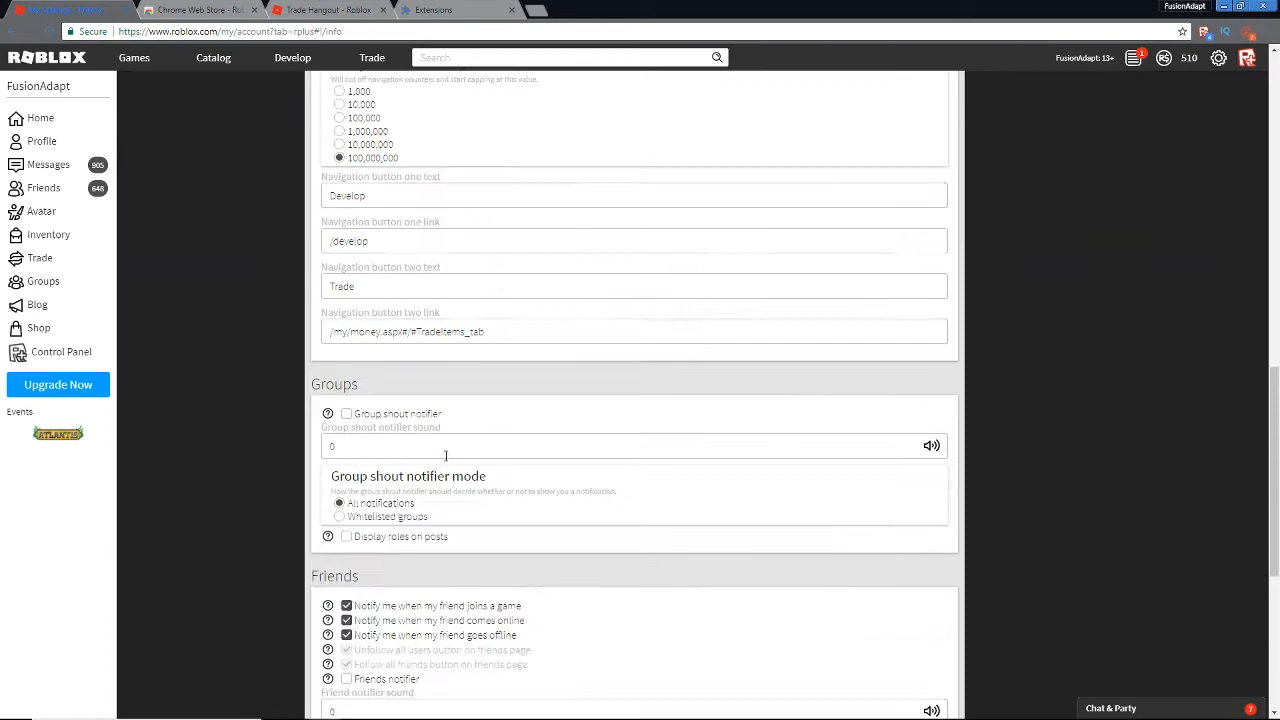 Chrome Web Store - Rol
Trade Hangout - Roblox
Extensions
FusionAdapt
Secure
https://www.roblox.com/my/account?tab=rplus#!/info
ROBLOX
Games
Catalog
Develop
Trade
Search
FusionAdapt: 13+
1
510
FusionAdapt
Home
Profile
Messages
905
Friends
648
Avatar
Inventory
Trade
Groups
Blog
Shop
Control Panel
Upgrade Now
Events
ATLANTIS
Will cut off navigation counters and start capping at this value.
1,000
10,000
100,000
1,000,000
10,000,000
100,000,000
Navigation button one text
Develop
Navigation button one link
/develop
Navigation button two text
Trade
Navigation button two link
/my/money.aspx#/#TradeItems_tab
Groups
Group shout notifier
Group shout notifier sound
0
Group shout notifier mode
How the group shout notifier should decide whether or not to show you a notification.
All notifications
Whitelisted groups
Display roles on posts
Friends
Notify me when my friend joins a game
Notify me when my friend comes online
Notify me when my friend goes offline
Unfollow all users button on friends page
Follow all friends button on friends page
Friends notifier
Friend notifier sound
0
Chat & Party
7